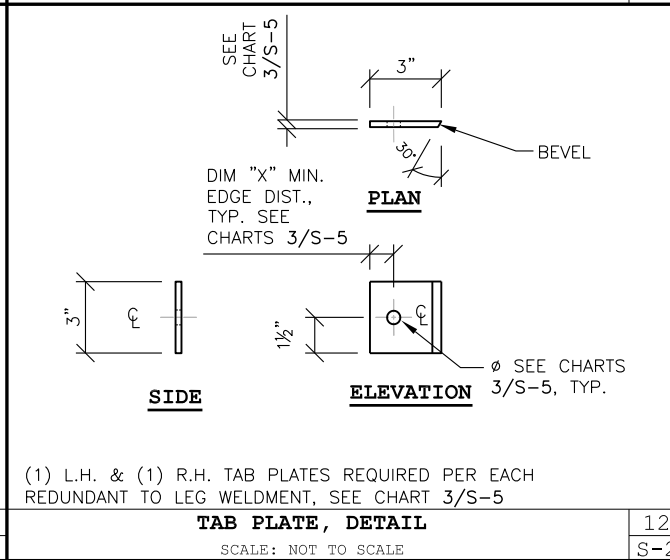 SEE
CHART
3/S-5
3"
30°
BEVEL
PLAN
DIM "X" MIN.
EDGE DIST.,
TYP. SEE
CHARTS 3/S-5
3"
℄
SIDE
1½"
℄
ELEVATION
ø SEE CHARTS
3/S-5, TYP.
(1) L.H. & (1) R.H. TAB PLATES REQUIRED PER EACH
REDUNDANT TO LEG WELDMENT, SEE CHART 3/S-5
TAB PLATE, DETAIL
SCALE: NOT TO SCALE
12
S-2